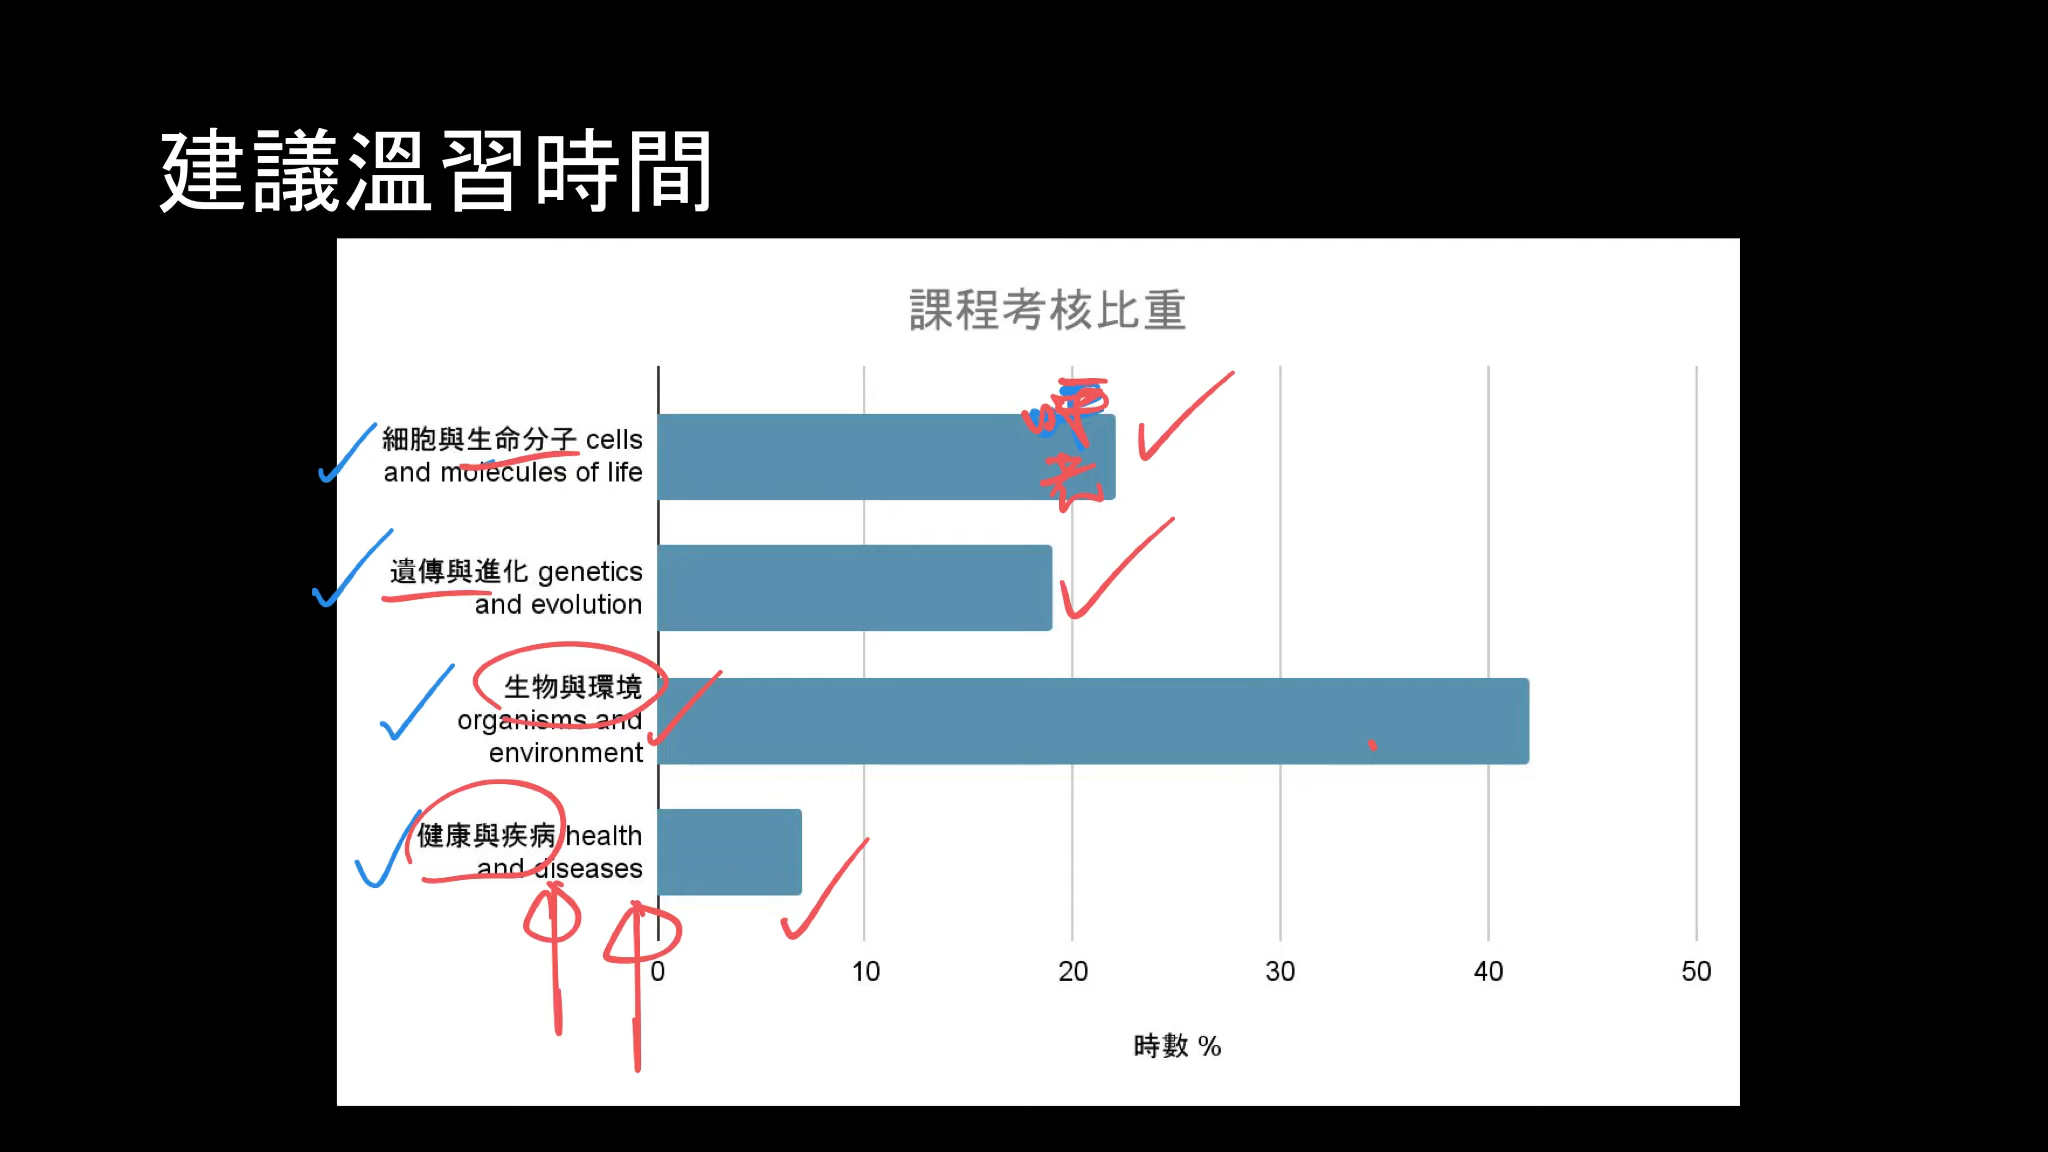 建議溫習時間
課程考核比重
細胞與生命分子 cells
and molecules of life
遺傳與進化 genetics
and evolution
生物與環境
organisms and
environment
健康與疾病 health
and diseases
0 10 20 30 40 50
時數 %